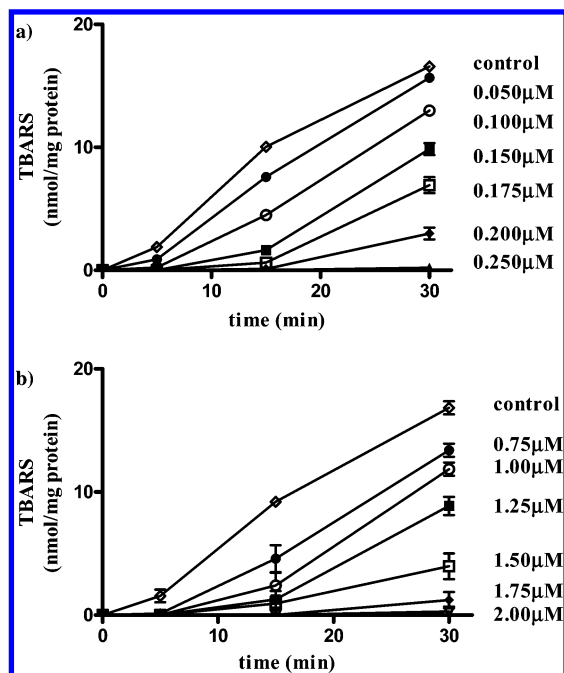 a)
20
10
0
TBARS
(nmol/mg protein)
0 10 20 30
time (min)
control
0.050μM
0.100μM
0.150μM
0.175μM
0.200μM
0.250μM
b)
20
10
0
TBARS
(nmol/mg protein)
0 10 20 30
time (min)
control
0.75μM
1.00μM
1.25μM
1.50μM
1.75μM
2.00μM